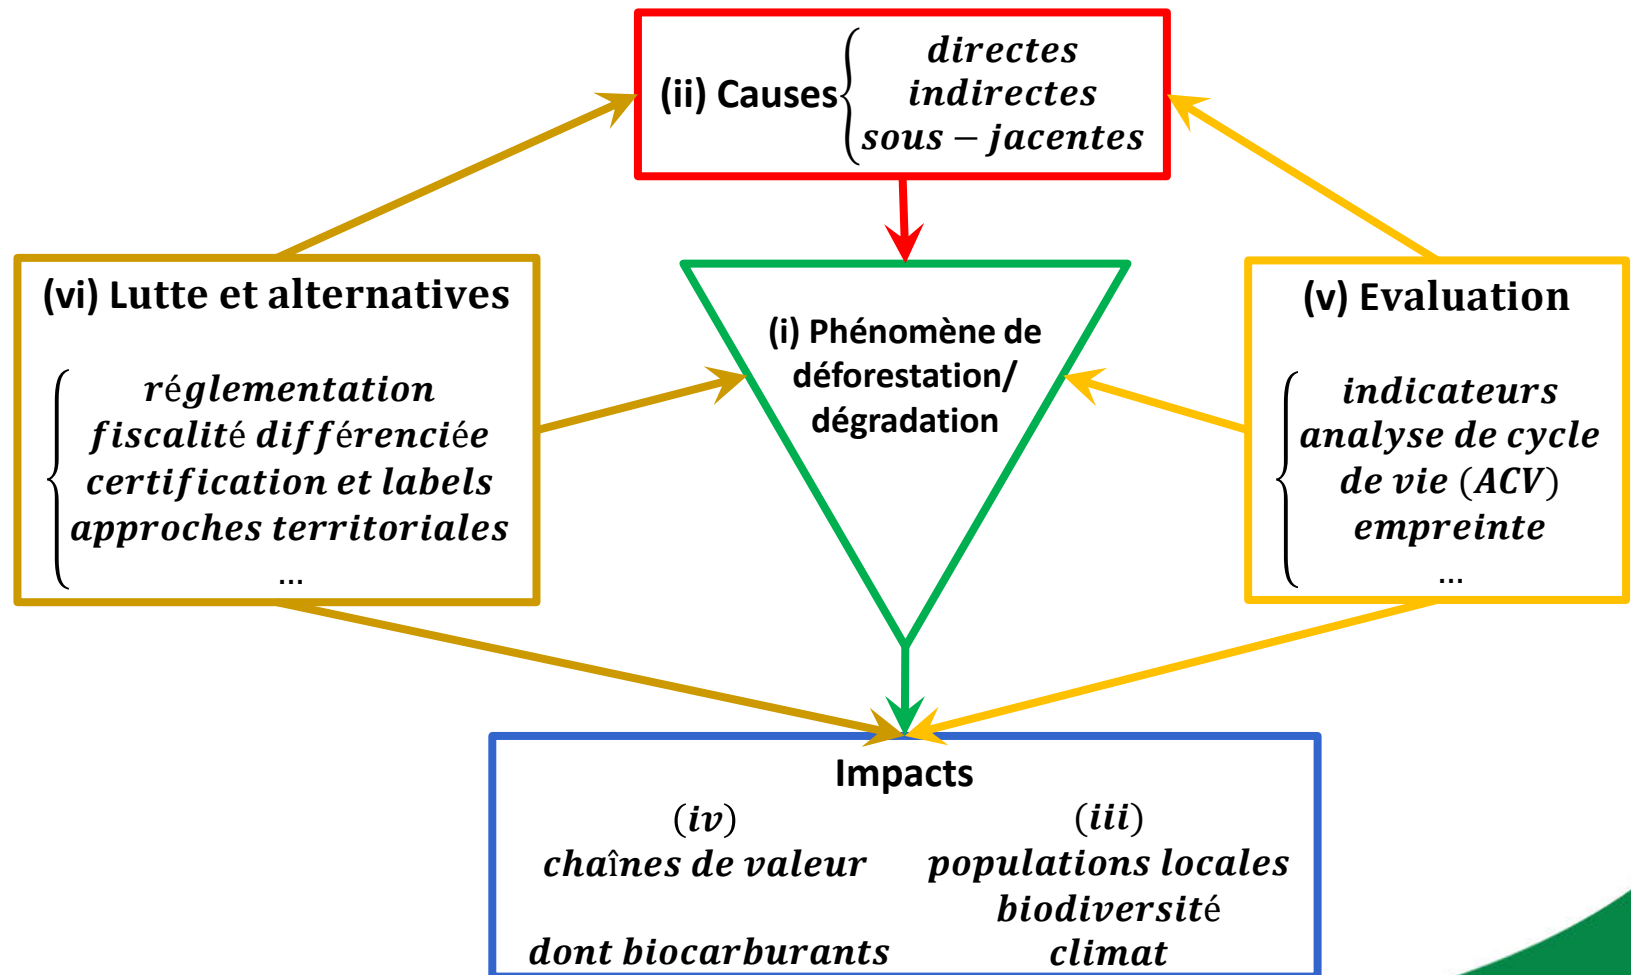 (ii) Causes
directes
indirectes
sous − jacentes
(vi) Lutte et alternatives
réglementation
fiscalité différenciée
certification et labels
approches territoriales
...
(i) Phénomène de
déforestation/
dégradation
(v) Evaluation
indicateurs
analyse de cycle
de vie (ACV)
empreinte
...
Impacts
(iv)
chaînes de valeur
dont biocarburants
(iii)
populations locales
biodiversité
climat